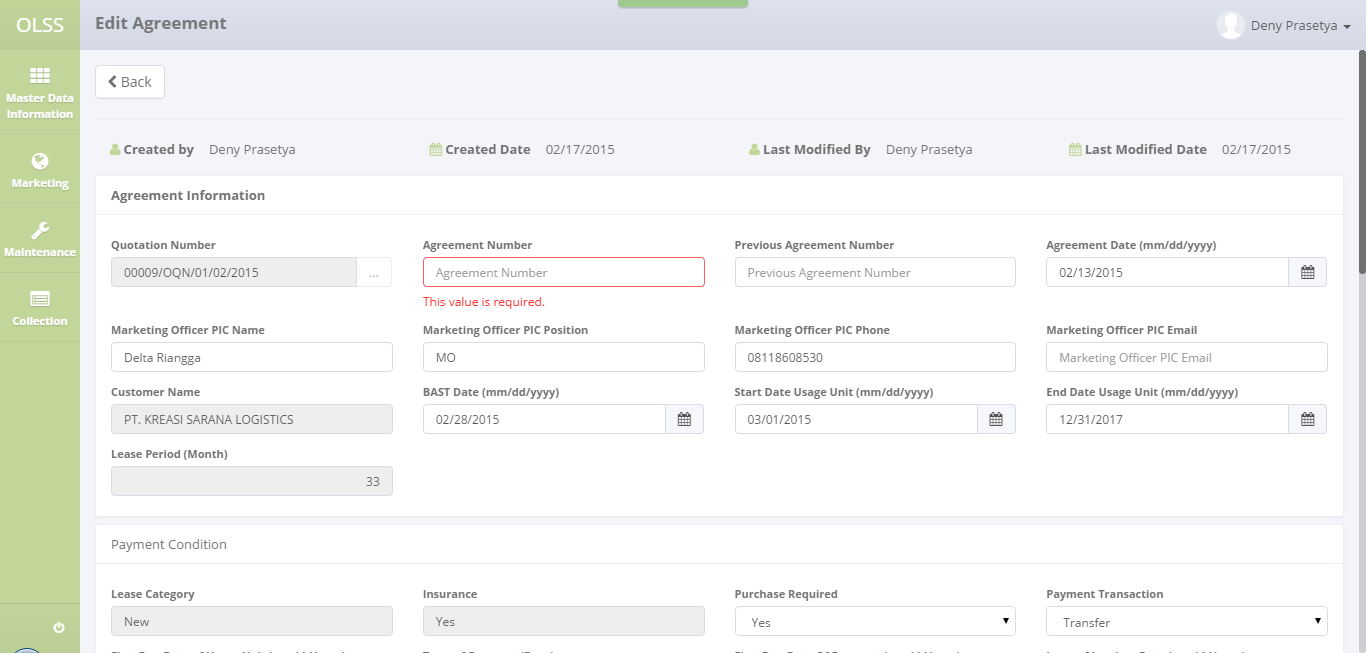 OLSS
Edit Agreement
Deny Prasetya
Master Data
Information
Marketing
Maintenance
Collection
Back
Created by Deny Prasetya
Created Date 02/17/2015
Last Modified By Deny Prasetya
Last Modified Date 02/17/2015
Agreement Information
Quotation Number
00009/OQN/01/02/2015
...
Agreement Number
Agreement Number
This value is required.
Previous Agreement Number
Previous Agreement Number
Agreement Date (mm/dd/yyyy)
02/13/2015
Marketing Officer PIC Name
Delta Riangga
Marketing Officer PIC Position
MO
Marketing Officer PIC Phone
08118608530
Marketing Officer PIC Email
Marketing Officer PIC Email
Customer Name
PT. KREASI SARANA LOGISTICS
BAST Date (mm/dd/yyyy)
02/28/2015
Start Date Usage Unit (mm/dd/yyyy)
03/01/2015
End Date Usage Unit (mm/dd/yyyy)
12/31/2017
Lease Period (Month)
33
Payment Condition
Lease Category
New
Insurance
Yes
Purchase Required
Yes
Payment Transaction
Transfer